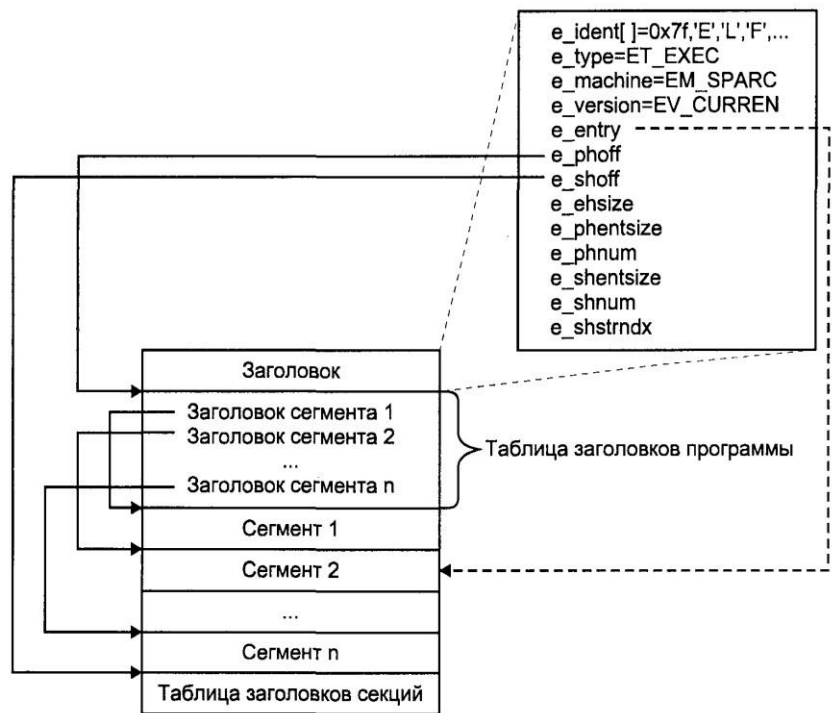 e_ident[ ]=0x7f,'E','L','F',...
e_type=ET_EXEC
e_machine=EM_SPARC
e_version=EV_CURREN
e_entry
e_phoff
e_shoff
e_ehsize
e_phentsize
e_phnum
e_shentsize
e_shnum
e_shstrndx
Заголовок
Заголовок сегмента 1
Заголовок сегмента 2
...
Заголовок сегмента n
Таблица заголовков программы
Сегмент 1
Сегмент 2
...
Сегмент n
Таблица заголовков секций